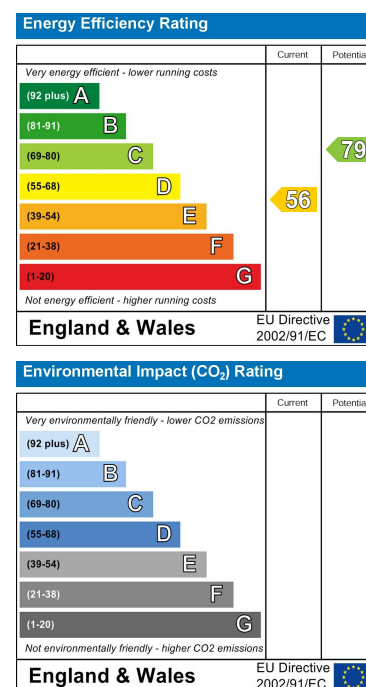 Energy Efficiency Rating
Current Potentia
Very energy efficient - lower running costs
(92 plus) A
(81-91) B
(69-80) C
79
(55-68) D
56
(39-54) E
(21-38) F
(1-20) G
Not energy efficient - higher running costs
England & Wales
EU Directive
2002/91/EC
Environmental Impact (CO₂) Rating
Current Potentia
Very environmentally friendly - lower CO2 emissions
(92 plus) A
(81-91) B
(69-80) C
(55-68) D
(39-54) E
(21-38) F
(1-20) G
Not environmentally friendly - higher CO2 emissions
England & Wales
EU Directive
2002/91/EC